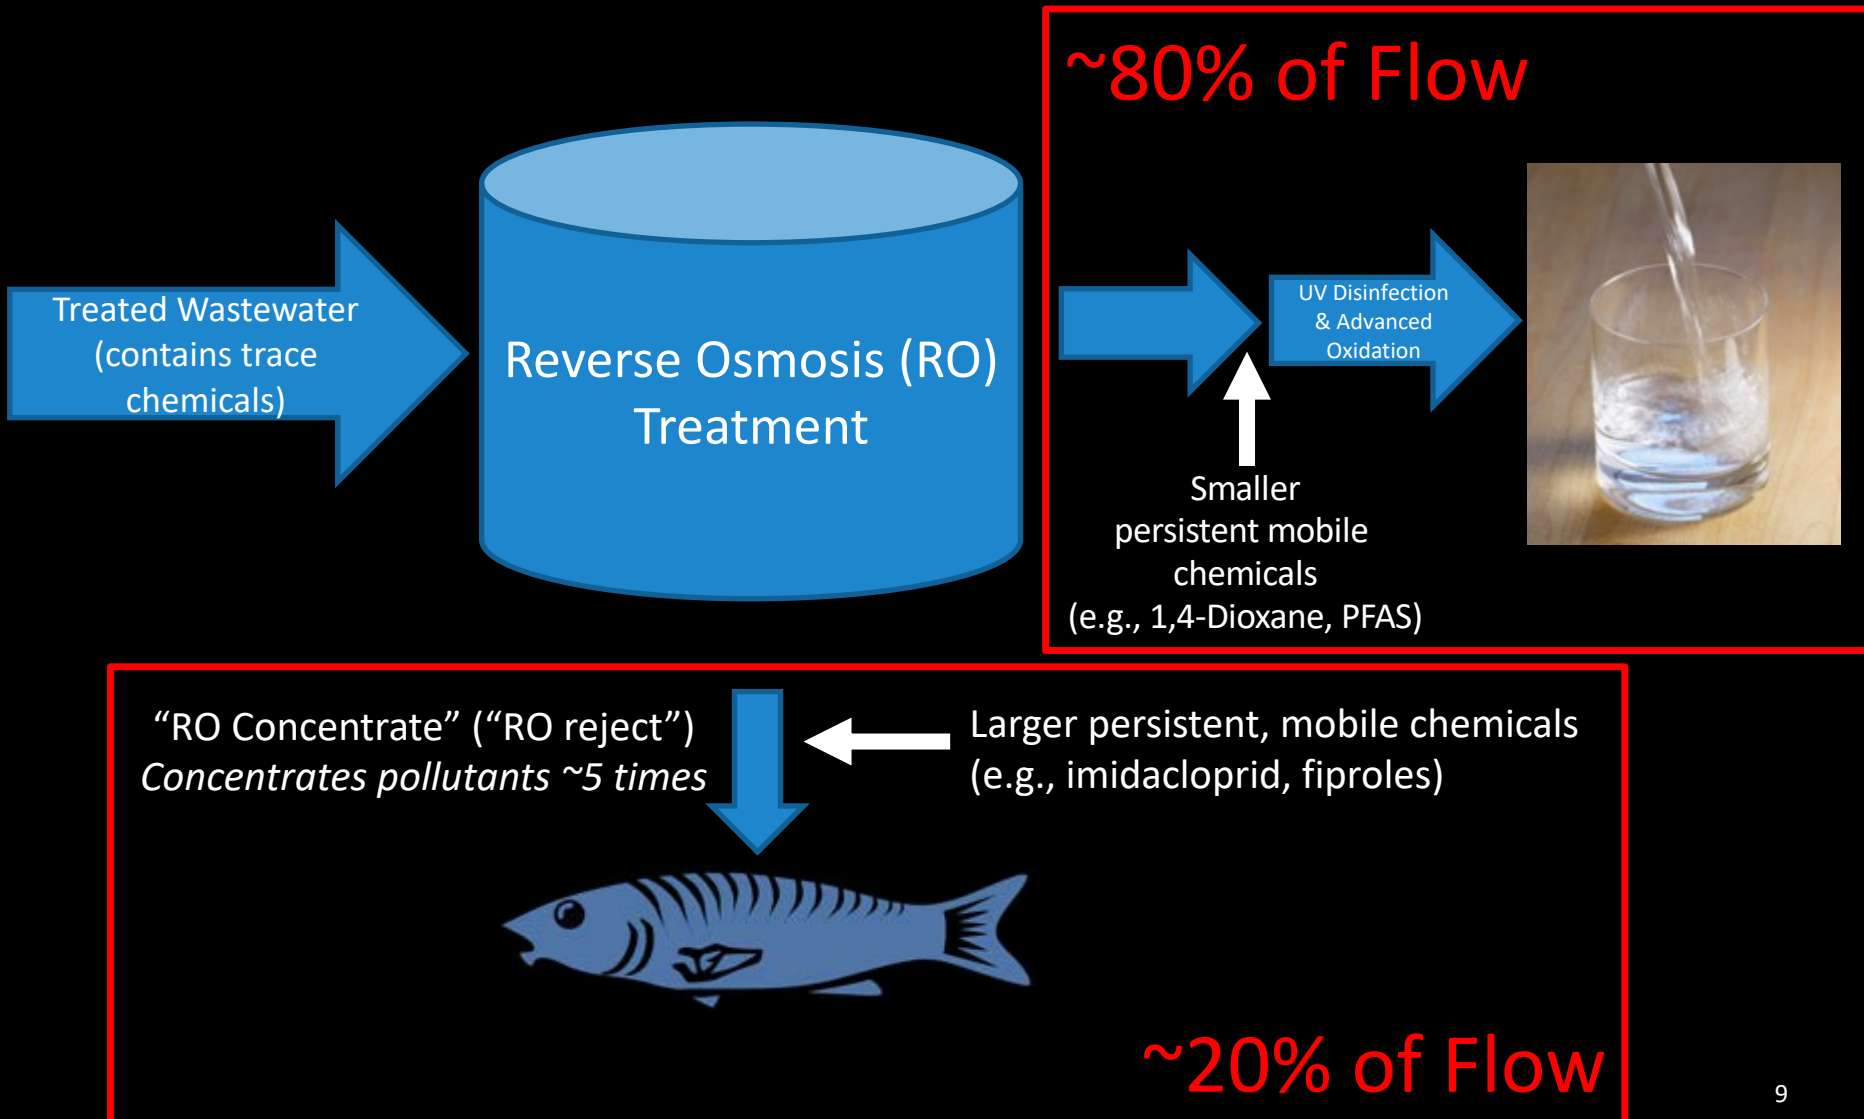 ~80% of Flow
Treated Wastewater
(contains trace
chemicals)
Reverse Osmosis (RO)
Treatment
UV Disinfection
& Advanced
Oxidation
Smaller
persistent mobile
chemicals
(e.g., 1,4-Dioxane, PFAS)
“RO Concentrate” (“RO reject”)
Concentrates pollutants ~5 times
Larger persistent, mobile chemicals
(e.g., imidacloprid, fiproles)
~20% of Flow
9